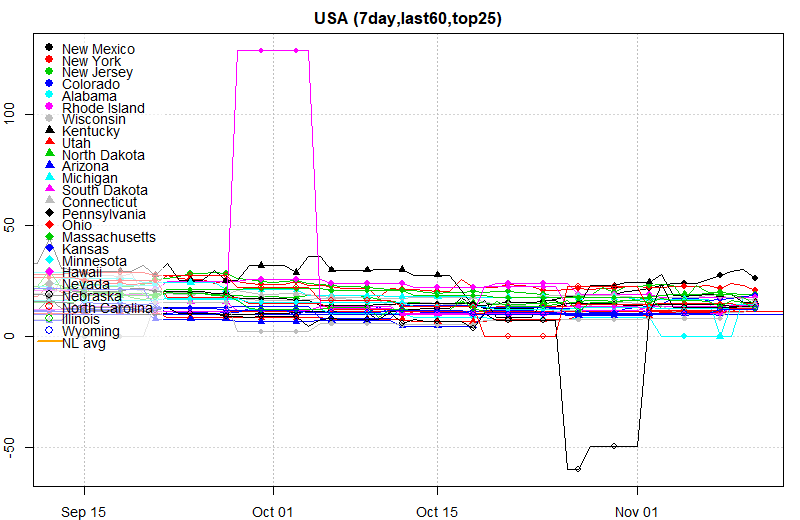 USA (7day,last60,top25)
100
50
0
-50
New Mexico
New York
New Jersey
Colorado
Alabama
Rhode Island
Wisconsin
Kentucky
Utah
North Dakota
Arizona
Michigan
South Dakota
Connecticut
Pennsylvania
Ohio
Massachusetts
Kansas
Minnesota
Hawaii
Nevada
Nebraska
North Carolina
Illinois
Wyoming
NL avg
Sep 15
Oct 01
Oct 15
Nov 01